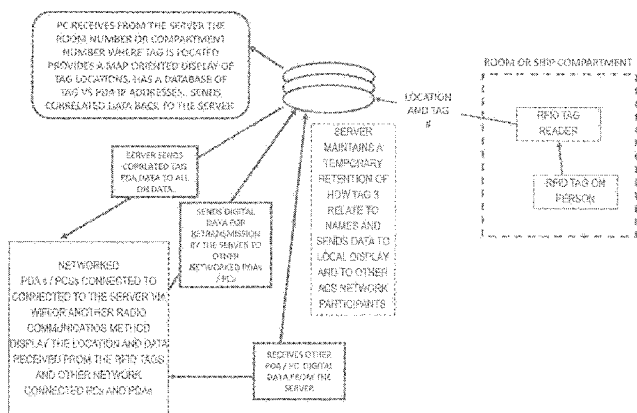 PC RECEIVES FROM THE SERVER THE
ROOM NUMBER OR COMPARTMENT
NUMBER WHERE TAG IS LOCATED
PROVIDES A MAP ORIENTED DISPLAY OF
TAG LOCATIONS, HAS A DATABASE OF
TAG VS PDA IP ADDRESSES.. SENDS
CORRELATED DATA BACK TO THE SERVER
ROOM OR SHIP COMPARTMENT
LOCATION
AND TAG
#
RFID TAG
READER
RFID TAG ON
PERSON
SERVER
MAINTAINS A
TEMPORARY
RETENTION OF
HOW TAG S
RELATE TO
NAMES AND
SENDS DATA TO
LOCAL DISPLAY
AND TO OTHER
ACS NETWORK
PARTICIPANTS
SERVER SENDS
CORRELATED TAG
PDA DATA TO ALL
ON DATA..
SENDS DIGITAL
DATA FOR
RETRANSMISSION
BY THE SERVER TO
OTHER
NETWORKED PDAs
/ PCs
NETWORKED
PDA s / PCs CONNECTED TO
CONNECTED TO THE SERVER VIA
WIFI OR ANOTHER RADIO
COMMUNICATIOS METHOD
DISPLAY THE LOCATION AND DATA
RECEIVED FROM THE RFID TAGS
AND OTHER NETWORK
CONNECTED PCs AND PDAs
RECEIVES OTHER
PDA / PC DIGITAL
DATA FROM THE
SERVER